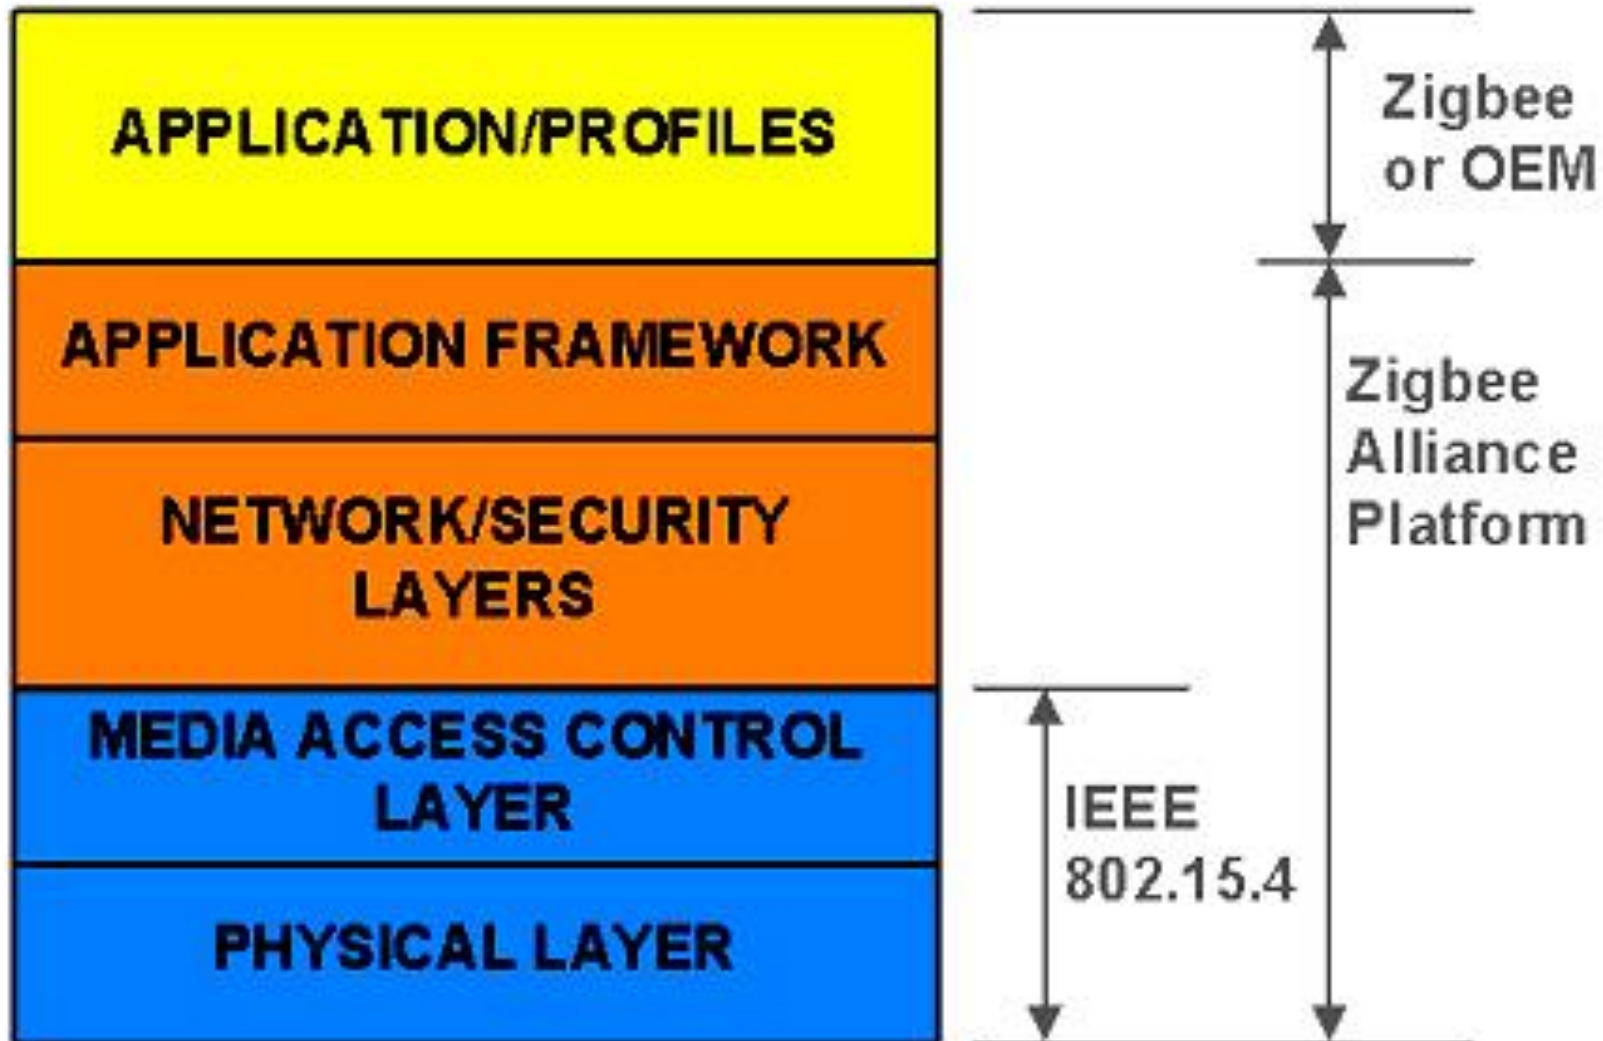 APPLICATION/PROFILES
APPLICATION FRAMEWORK
NETWORK/SECURITY
LAYERS
MEDIA ACCESS CONTROL
LAYER
PHYSICAL LAYER
Zigbee
or OEM
Zigbee
Alliance
Platform
IEEE
802.15.4